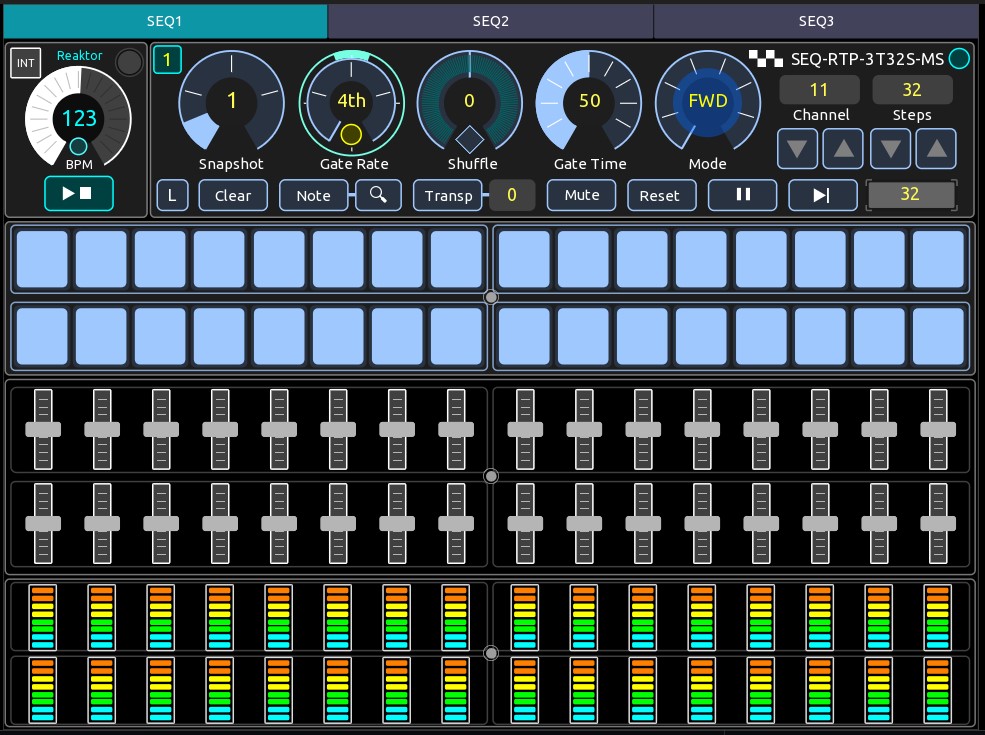 SEQ1 SEQ2 SEQ3
INT Reaktor 1 SEQ-RTP-3T32S-MS
123 1 4th 0 50 FWD 11 32
BPM Channel Steps
Snapshot Gate Rate Shuffle Gate Time Mode
L Clear Note Transp 0 Mute Reset 32